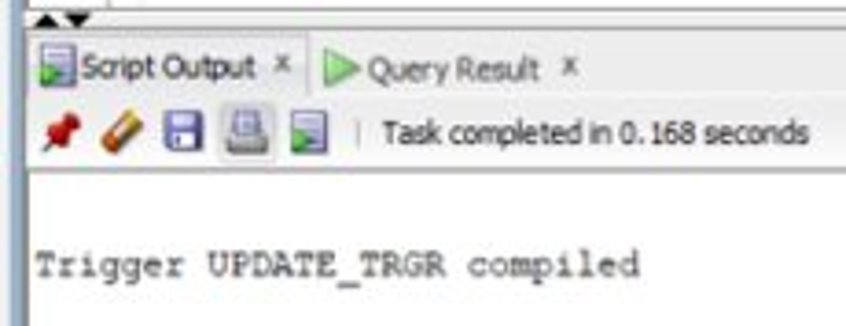 Script Output x Query Result x
Task completed in 0.168 seconds
Trigger UPDATE_TRGR compiled